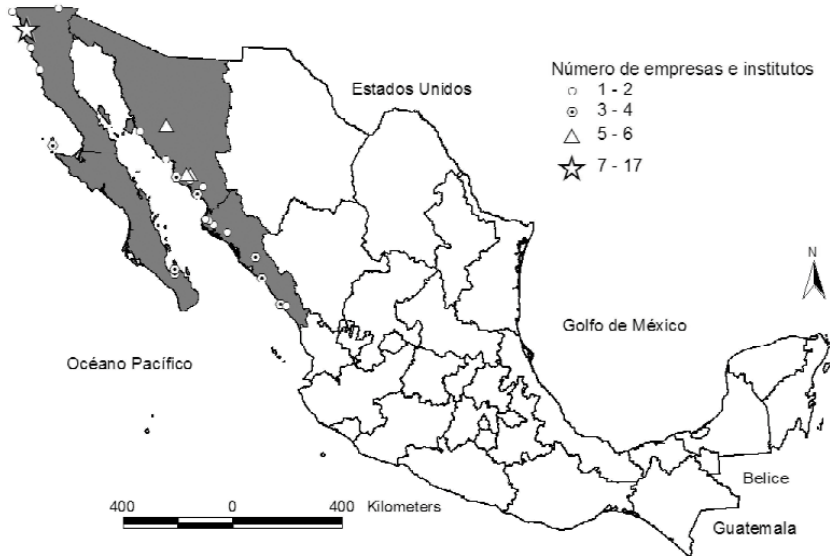 Número de empresas e institutos
1 - 2
3 - 4
5 - 6
7 - 17
Estados Unidos
N
Golfo de México
Océano Pacífico
Belice
Guatemala
400 0 400 Kilometers